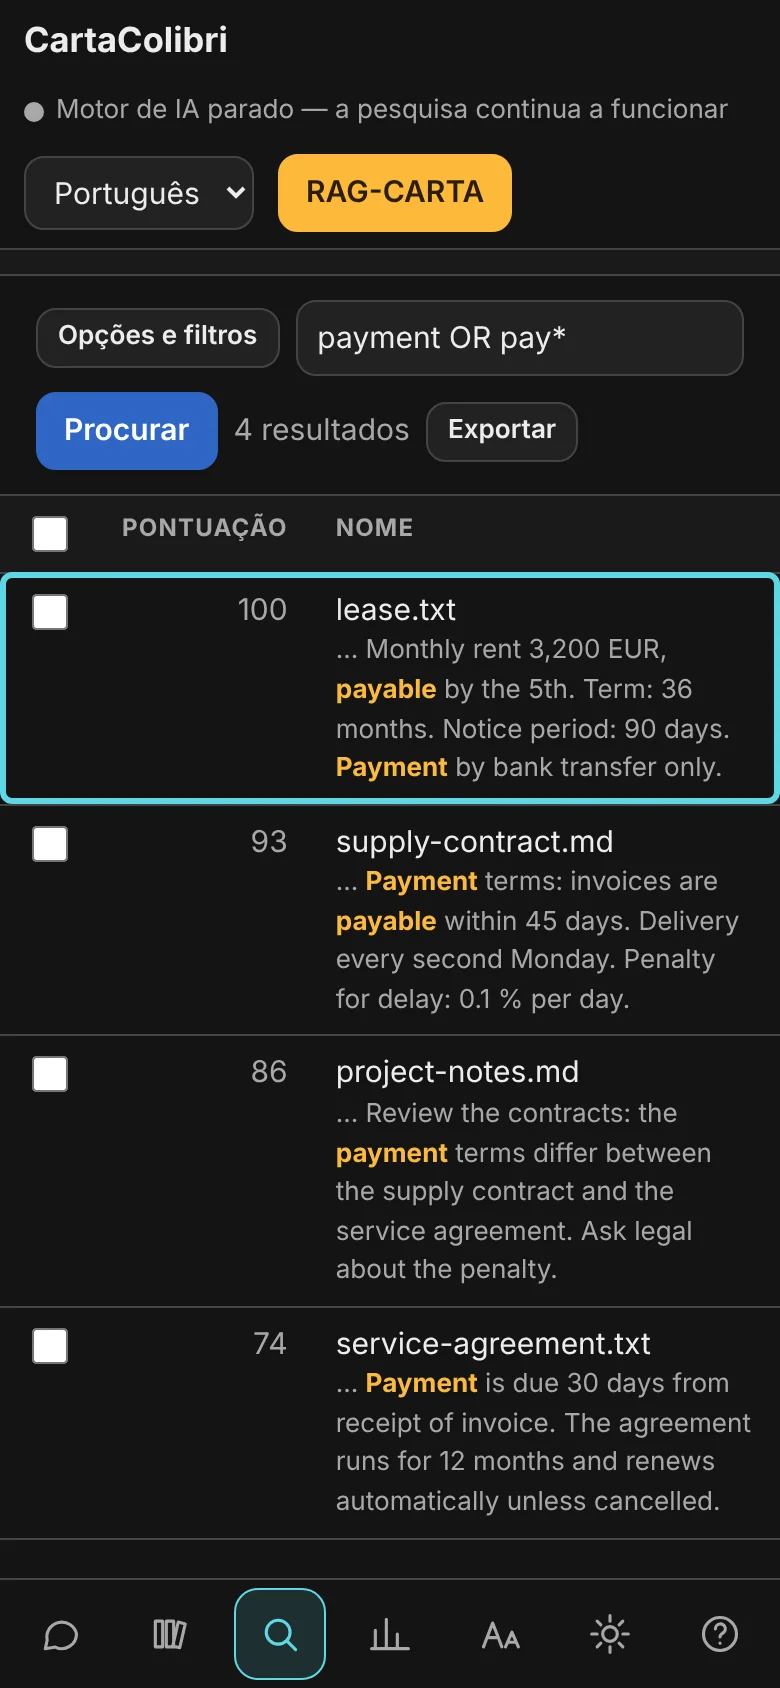 CartaColibri
Motor de IA parado — a pesquisa continua a funcionar
Português
RAG-CARTA
Opções e filtros
payment OR pay*
Procurar
4 resultados
Exportar
PONTUAÇÃO NOME
100 lease.txt
... Monthly rent 3,200 EUR,
payable by the 5th. Term: 36
months. Notice period: 90 days.
Payment by bank transfer only.
93 supply-contract.md
... Payment terms: invoices are
payable within 45 days. Delivery
every second Monday. Penalty
for delay: 0.1 % per day.
86 project-notes.md
... Review the contracts: the
payment terms differ between
the supply contract and the
service agreement. Ask legal
about the penalty.
74 service-agreement.txt
... Payment is due 30 days from
receipt of invoice. The agreement
runs for 12 months and renews
automatically unless cancelled.
AA